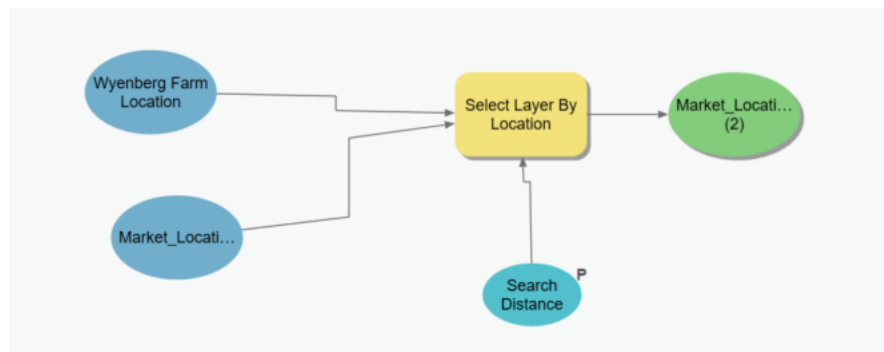 Wyenberg Farm
Location
Select Layer By
Location
Market_Locati...
(2)
Market_Locati...
P
Search
Distance